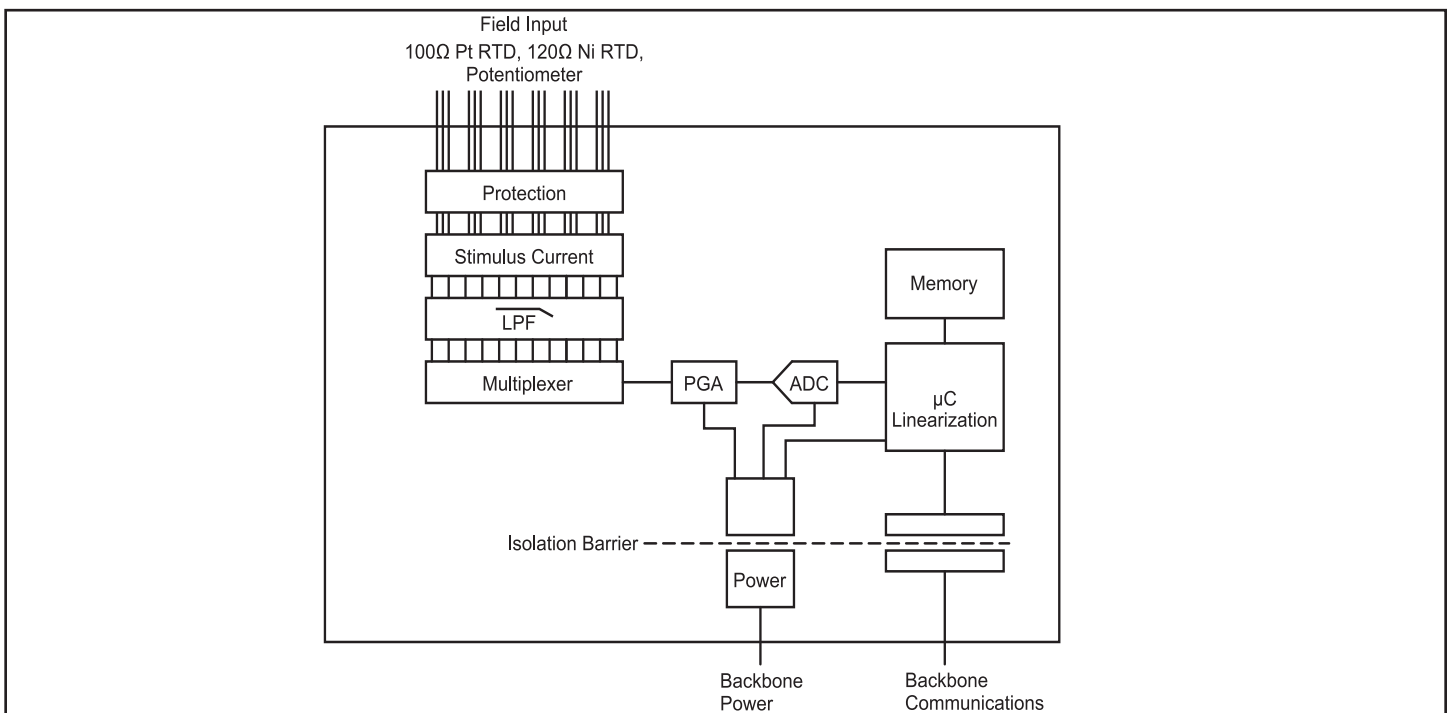 Field Input
100Ω Pt RTD, 120Ω Ni RTD,
Potentiometer
Protection
Stimulus Current
LPF
Multiplexer
PGA
ADC
Memory
µC
Linearization
Isolation Barrier
Power
Backbone
Power
Backbone
Communications